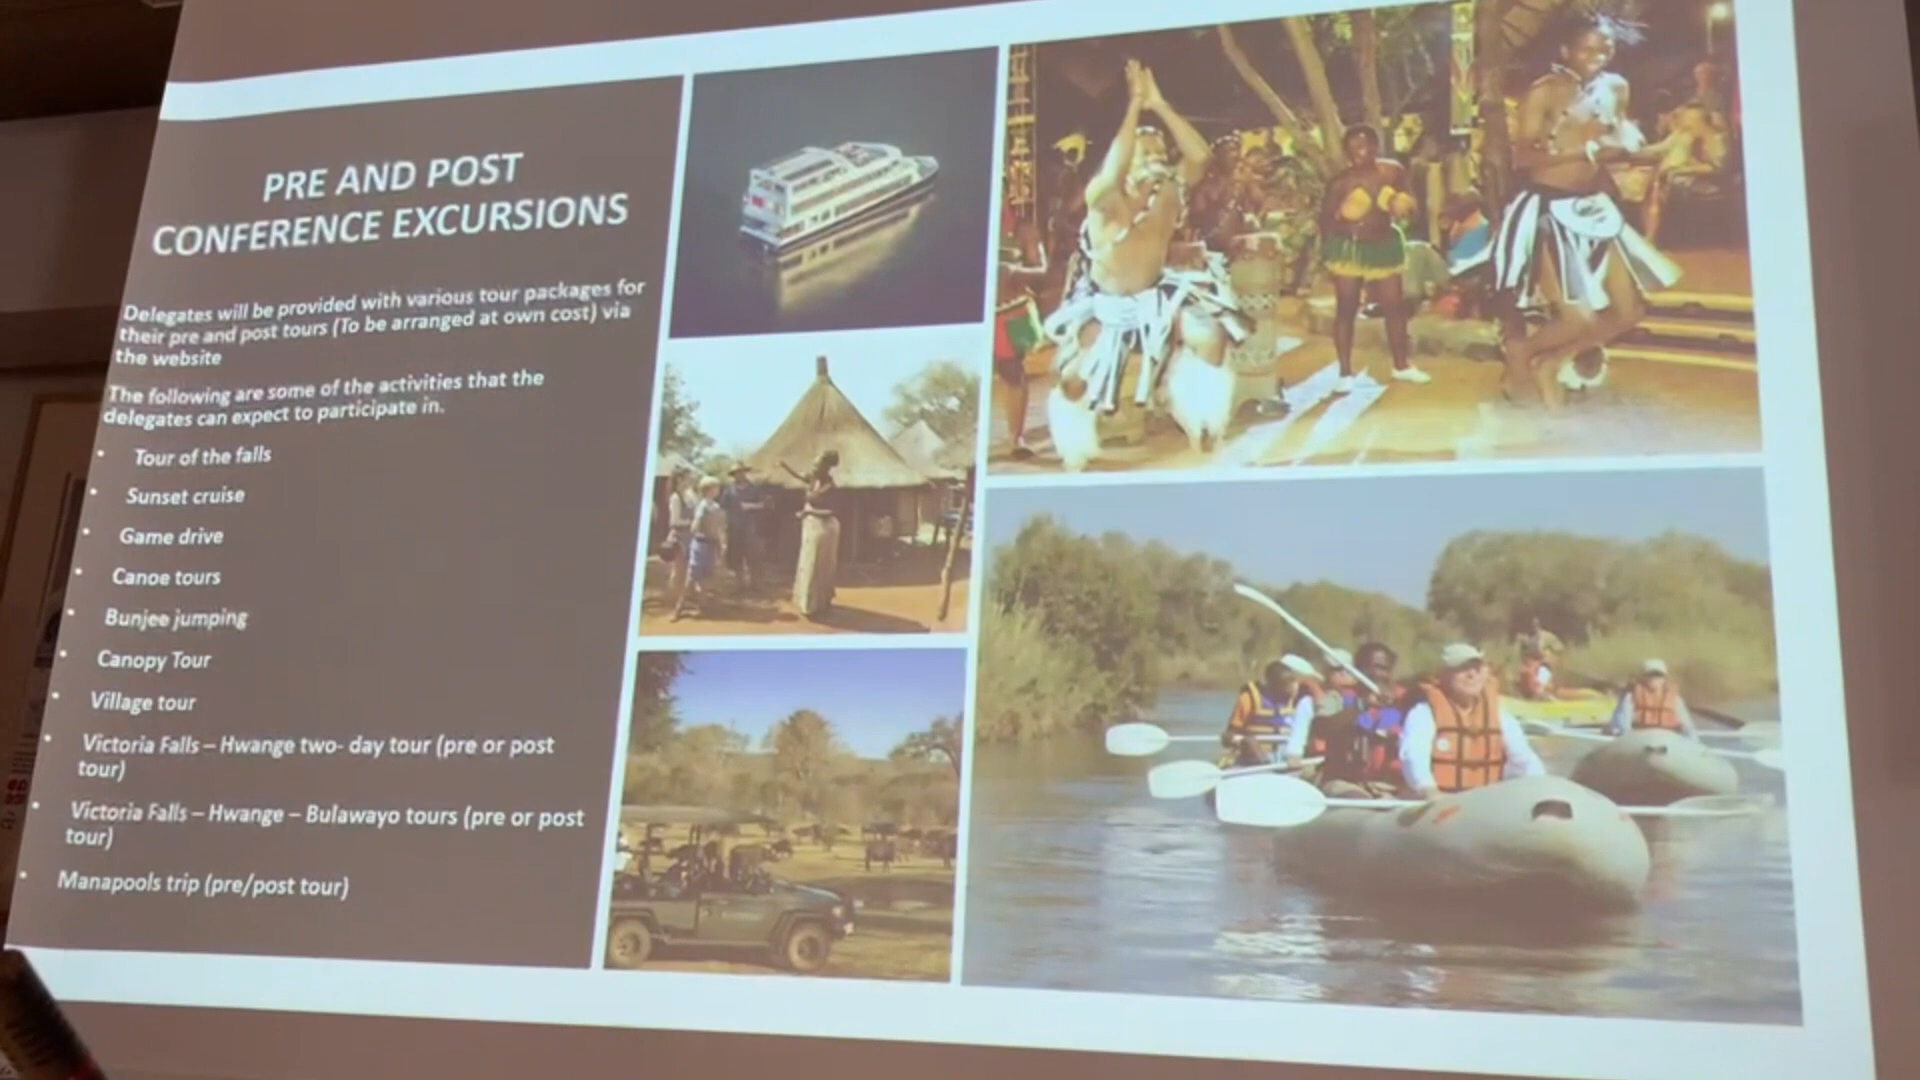 PRE AND POST
CONFERENCE EXCURSIONS
Delegates will be provided with various tour packages for
their pre and post tours (To be arranged at own cost) via
the website
The following are some of the activities that the
delegates can expect to participate in.
• Tour of the falls
• Sunset cruise
• Game drive
• Canoe tours
• Bunjee jumping
• Canopy Tour
• Village tour
• Victoria Falls – Hwange two- day tour (pre or post
tour)
• Victoria Falls – Hwange – Bulawayo tours (pre or post
tour)
• Manapools trip (pre/post tour)